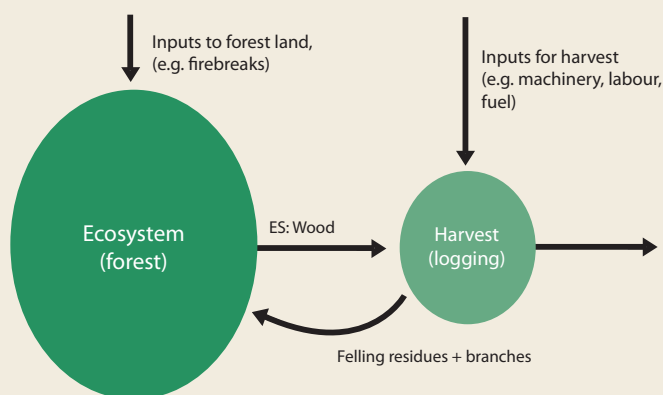 Inputs to forest land,
(e.g. firebreaks)
Inputs for harvest
(e.g. machinery, labour,
fuel)
Ecosystem
(forest)
ES: Wood
Harvest
(logging)
Felling residues + branches